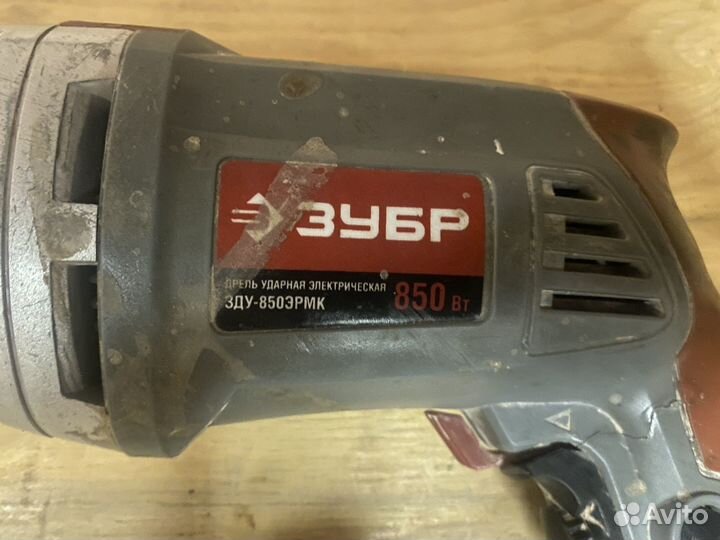 ЗУБР
ДРЕЛЬ УДАРНАЯ ЭЛЕКТРИЧЕСКАЯ
ЗДУ-850ЭРМК
850 Вт
Avito